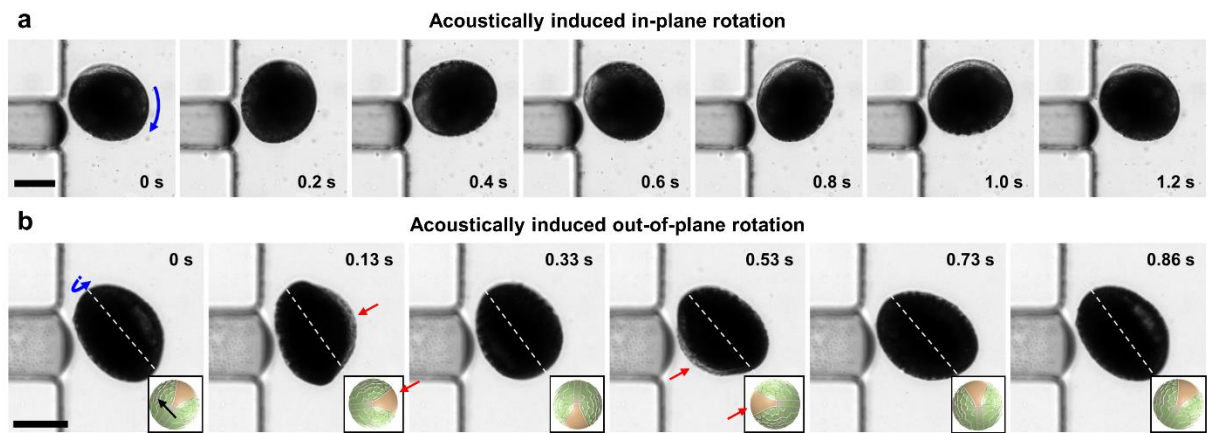 a
Acoustically induced in-plane rotation
0 s
0.2 s
0.4 s
0.6 s
0.8 s
1.0 s
1.2 s
b
Acoustically induced out-of-plane rotation
0 s
0.13 s
0.33 s
0.53 s
0.73 s
0.86 s